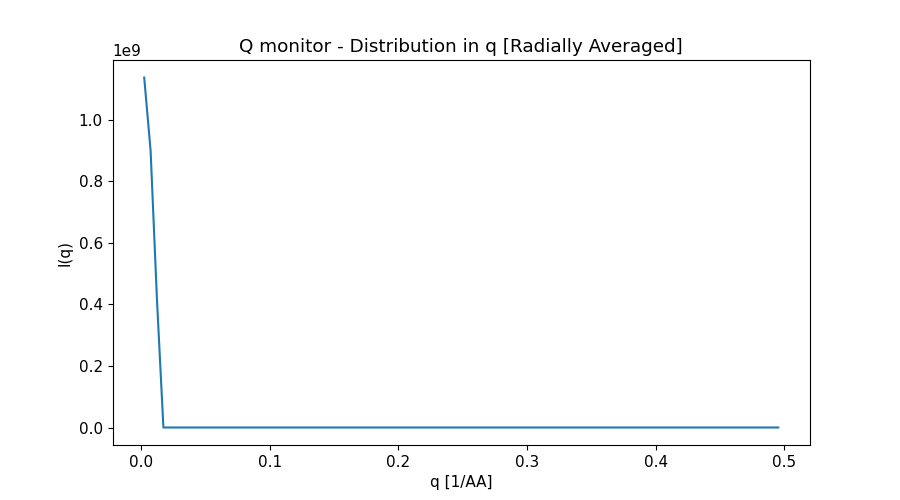 Q monitor - Distribution in q [Radially Averaged]
1e9
1.0
0.8
0.6
0.4
0.2
0.0
I(q)
0.0 0.1 0.2 0.3 0.4 0.5
q [1/AA]